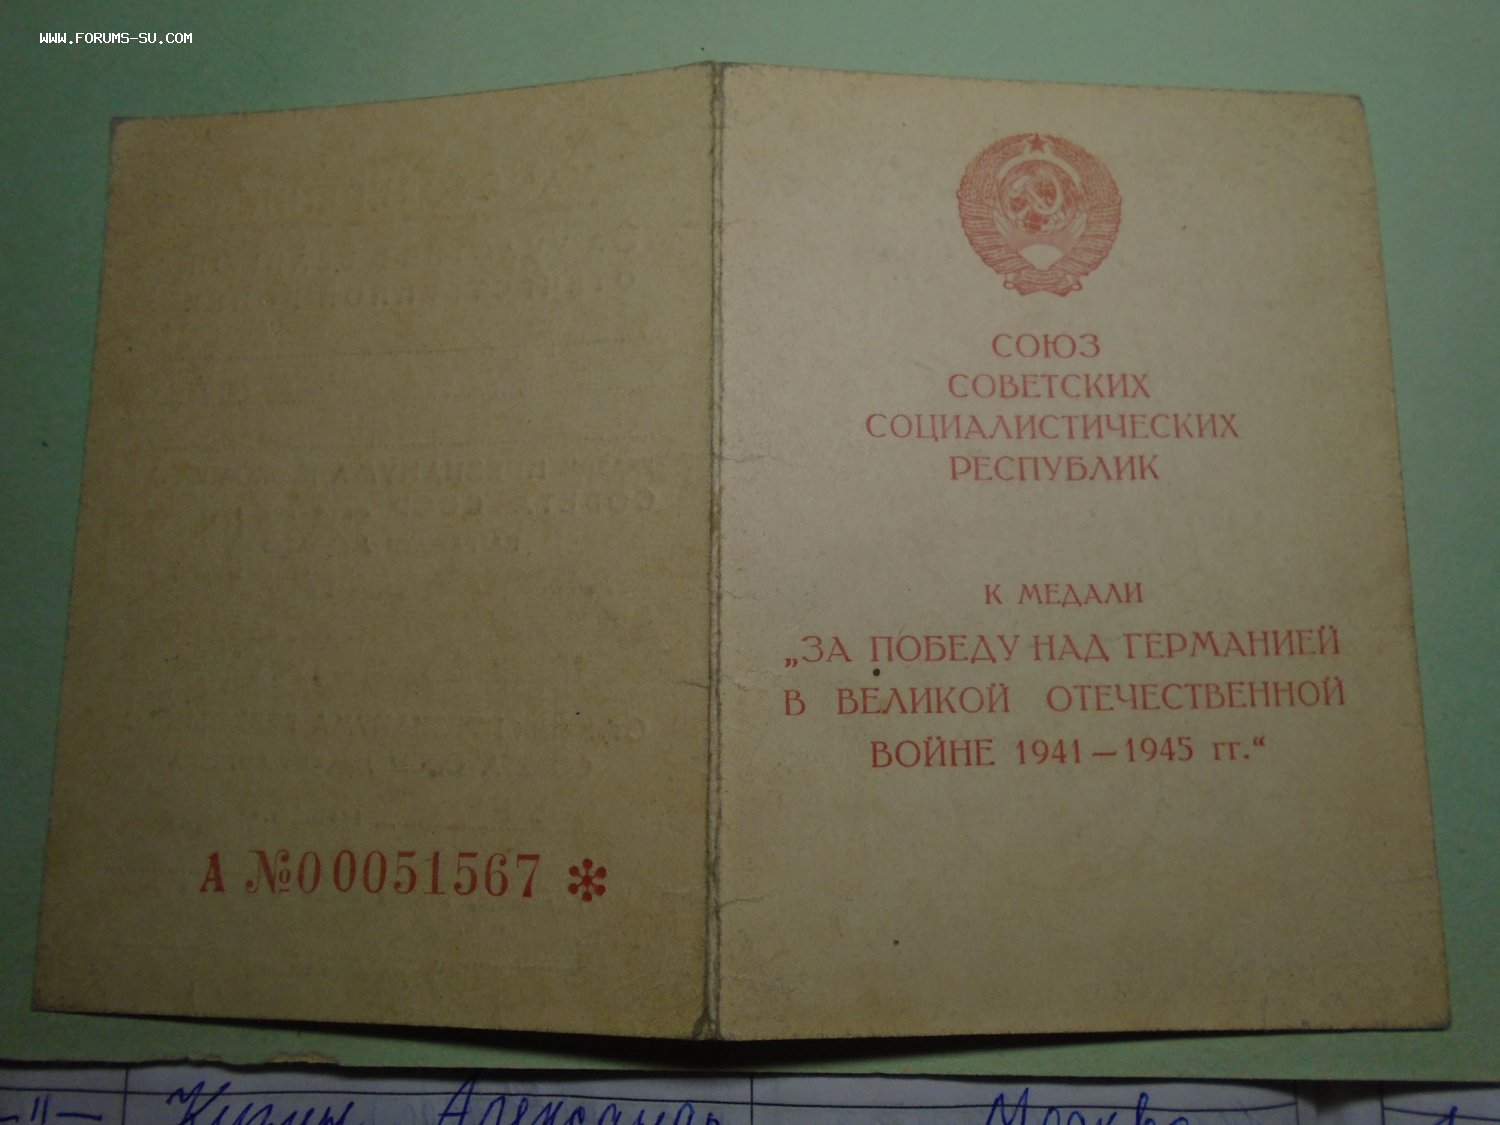 WWW.FORUMS-SU.COM
А №00051567 *
СОЮЗ
СОВЕТСКИХ
СОЦИАЛИСТИЧЕСКИХ
РЕСПУБЛИК
К МЕДАЛИ
„ЗА ПОБЕДУ НАД ГЕРМАНИЕЙ
В ВЕЛИКОЙ ОТЕЧЕСТВЕННОЙ
ВОЙНЕ 1941—1945 гг.“